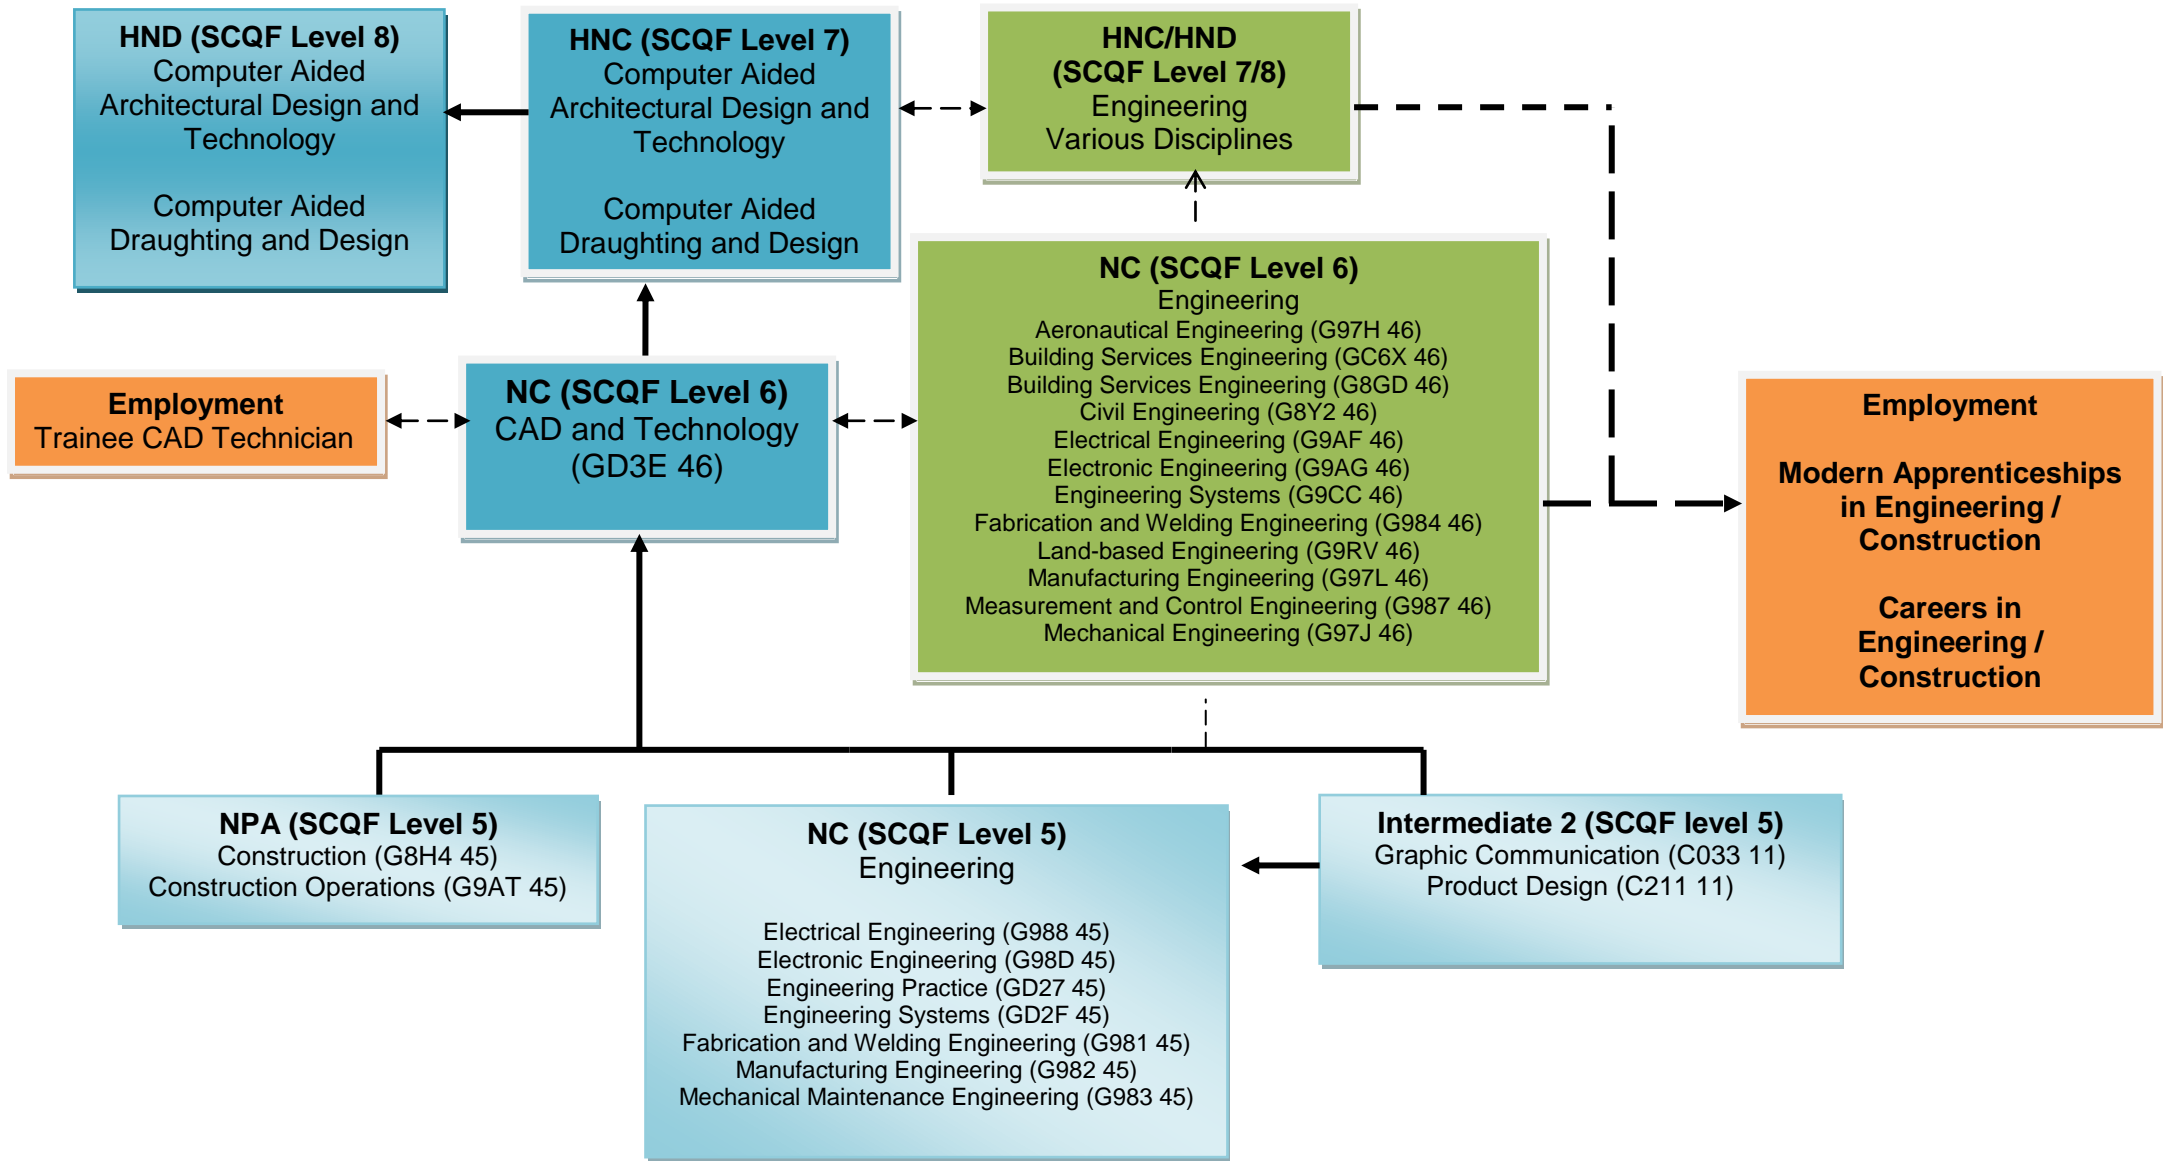 HND (SCQF Level 8)
Computer Aided
Architectural Design and
Technology
Computer Aided
Draughting and Design
HNC (SCQF Level 7)
Computer Aided
Architectural Design and
Technology
Computer Aided
Draughting and Design
HNC/HND
(SCQF Level 7/8)
Engineering
Various Disciplines
Employment
Trainee CAD Technician
NC (SCQF Level 6)
CAD and Technology
(GD3E 46)
NC (SCQF Level 6)
Engineering
Aeronautical Engineering (G97H 46)
Building Services Engineering (GC6X 46)
Building Services Engineering (G8GD 46)
Civil Engineering (G8Y2 46)
Electrical Engineering (G9AF 46)
Electronic Engineering (G9AG 46)
Engineering Systems (G9CC 46)
Fabrication and Welding Engineering (G984 46)
Land-based Engineering (G9RV 46)
Manufacturing Engineering (G97L 46)
Measurement and Control Engineering (G987 46)
Mechanical Engineering (G97J 46)
Employment
Modern Apprenticeships
in Engineering /
Construction
Careers in
Engineering /
Construction
NPA (SCQF Level 5)
Construction (G8H4 45)
Construction Operations (G9AT 45)
NC (SCQF Level 5)
Engineering
Electrical Engineering (G988 45)
Electronic Engineering (G98D 45)
Engineering Practice (GD27 45)
Engineering Systems (GD2F 45)
Fabrication and Welding Engineering (G981 45)
Manufacturing Engineering (G982 45)
Mechanical Maintenance Engineering (G983 45)
Intermediate 2 (SCQF level 5)
Graphic Communication (C033 11)
Product Design (C211 11)